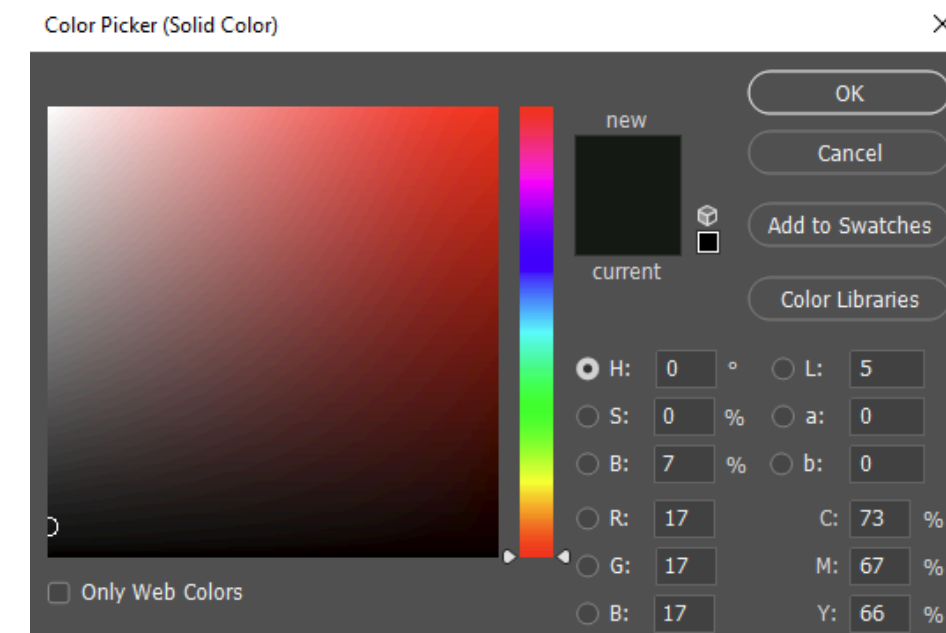 Color Picker (Solid Color)
new
current
OK
Cancel
Add to Swatches
Color Libraries
H: 0 °
S: 0 %
B: 7 %
R: 17
G: 17
B: 17
L: 5
a: 0
b: 0
C: 73 %
M: 67 %
Y: 66 %
Only Web Colors